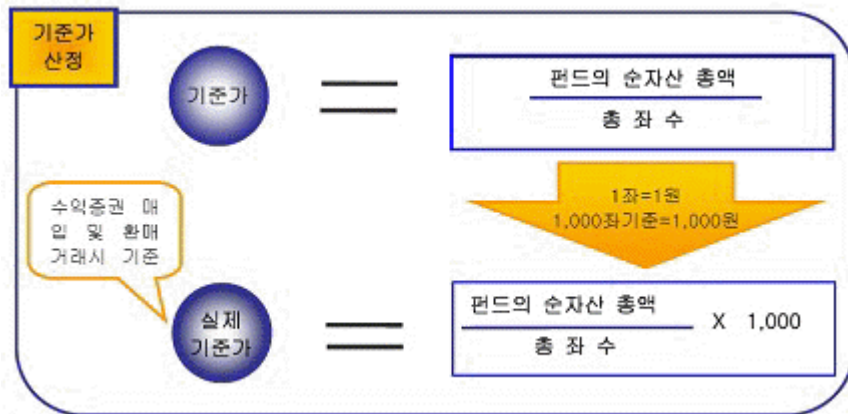 기준가
산정
기준가
펀드의 순자산 총액
총 좌 수
1좌=1원
1,000좌기준=1,000원
수익증권 매
입 및 환매
거래시 기준
실제
기준가
펀드의 순자산 총액
총 좌 수
X 1,000